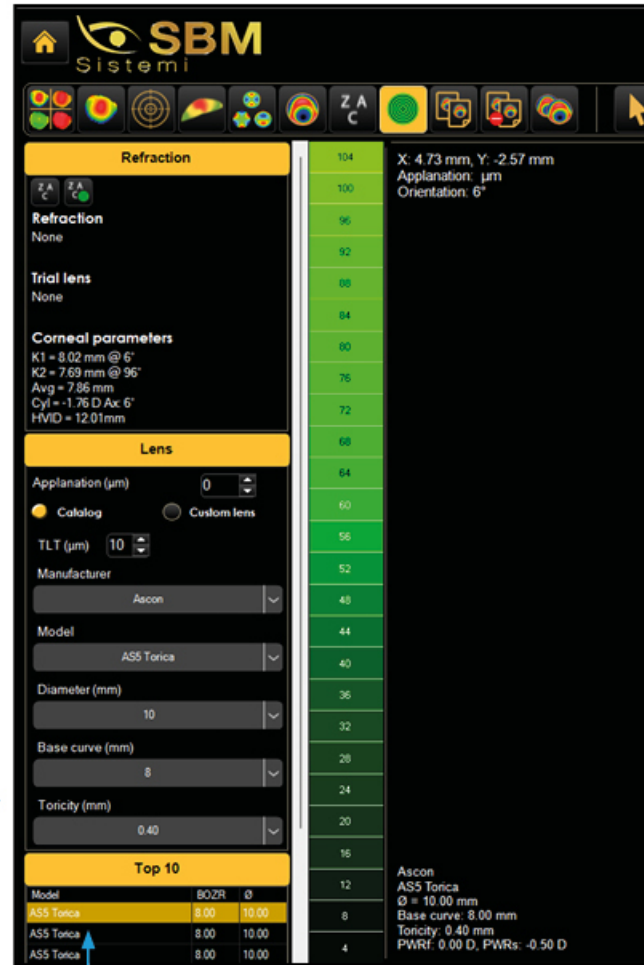 SBM
Sistemi
Z A
C
Refraction
Z A
C
Z A
C
Refraction
None
Trial lens
None
Corneal parameters
K1 = 8.02 mm @ 6°
K2 = 7.69 mm @ 96°
Avg = 7.86 mm
Cyl = -1.76 D Ax: 6°
HVID = 12.01mm
Lens
Applanation (µm) 0
Catalog Custom lens
TLT (µm) 10
Manufacturer
Ascon
Model
AS5 Torica
Diameter (mm)
10
Base curve (mm)
8
Toricity (mm)
0.40
Top 10
Model BOZR Ø
AS5 Torica 8.00 10.00
AS5 Torica 8.00 10.00
AS5 Torica 8.00 10.00
104
100
96
92
88
84
80
76
72
68
64
60
56
52
48
44
40
36
32
28
24
20
16
12
8
4
X: 4.73 mm, Y: -2.57 mm
Applanation: µm
Orientation: 6°
Ascon
AS5 Torica
Ø = 10.00 mm
Base curve: 8.00 mm
Toricity: 0.40 mm
PWRf: 0.00 D, PWRs: -0.50 D